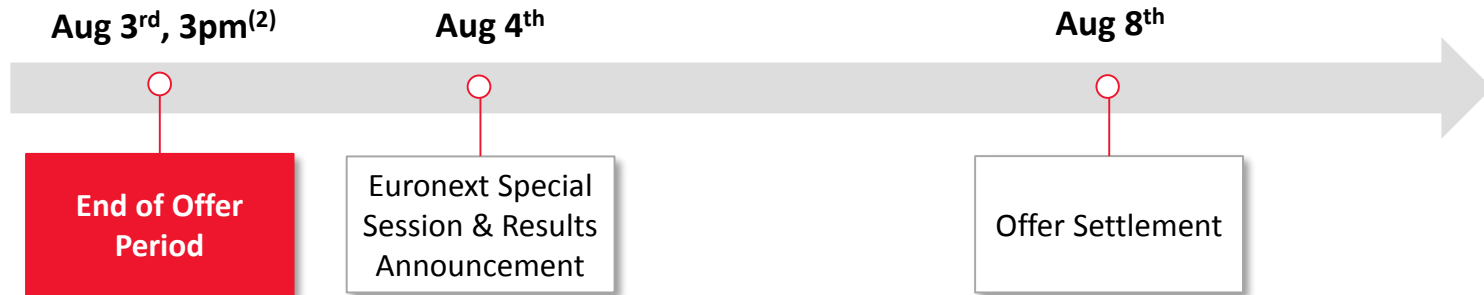 Aug 3rd, 3pm(2)
Aug 4th
Aug 8th
End of Offer
Period
Euronext Special
Session & Results
Announcement
Offer Settlement